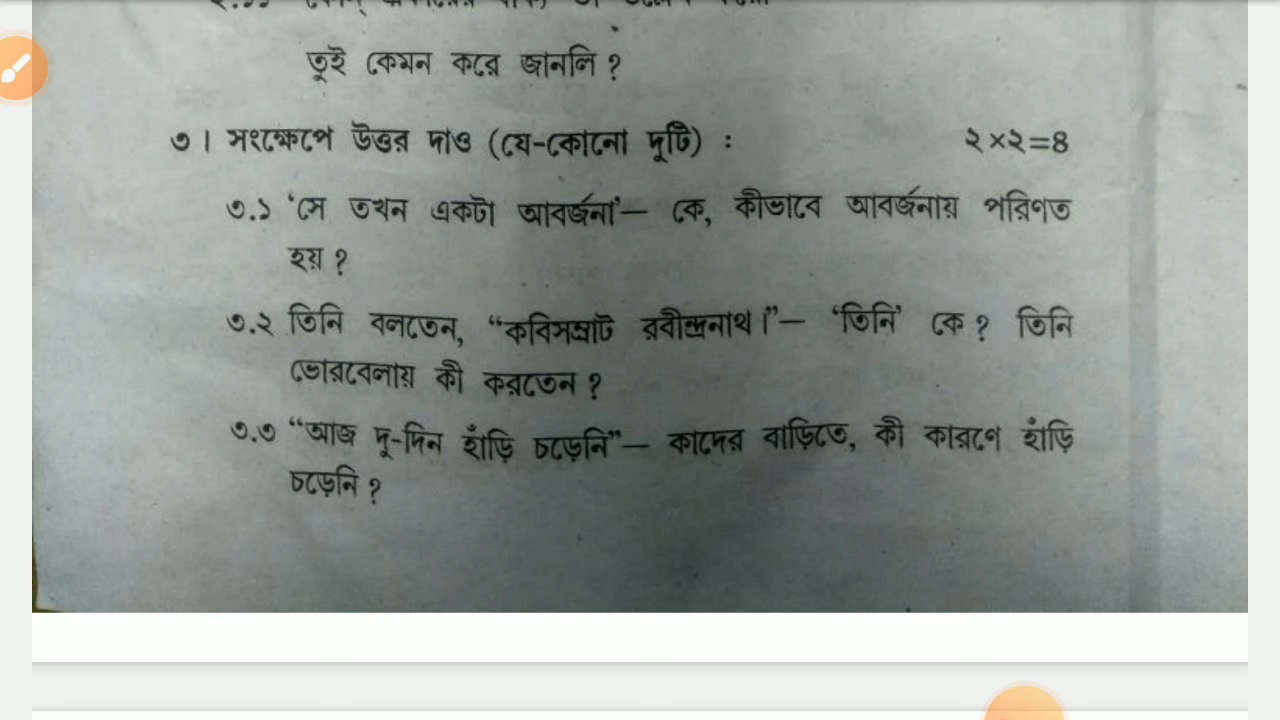 তুই কেমন করে জানলি ?
৩। সংক্ষেপে উত্তর দাও (যে-কোনো দুটি) : ২×২=৪
৩.১ ‘সে তখন একটা আবর্জনা’— কে, কীভাবে আবর্জনায় পরিণত
হয় ?
৩.২ তিনি বলতেন, “কবিসম্রাট রবীন্দ্রনাথ।”— ‘তিনি’ কে ? তিনি
ভোরবেলায় কী করতেন ?
৩.৩ “আজ দু-দিন হাঁড়ি চড়েনি”— কাদের বাড়িতে, কী কারণে হাঁড়ি
চড়েনি ?